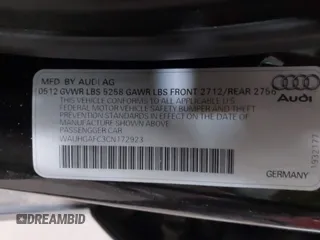 MFD BY AUDI AG
0512 GVWR LBS 5258 GAWR LBS FRONT 2712/REAR 2756
THIS VEHICLE CONFORMS TO ALL APPLICABLE U.S.
FEDERAL MOTOR VEHICLE SAFETY BUMPER AND THEFT
PREVENTION STANDARDS IN EFFECT ON THE DATE OF
MANUFACTURE SHOWN ABOVE
PASSENGER CAR
WAUHGAFC3CN172923
Audi
1932177
GERMANY
DREAMBID